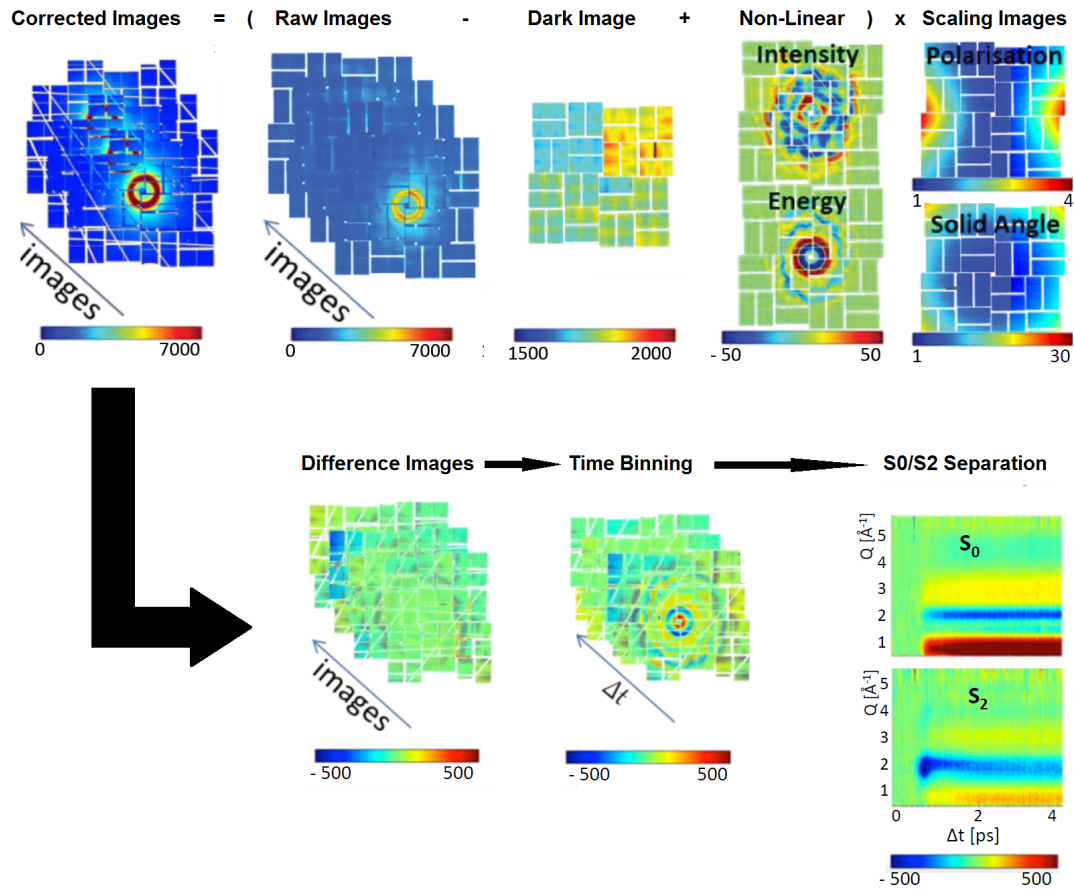 Corrected Images = ( Raw Images - Dark Image + Non-Linear ) x Scaling Images
Intensity
Polarisation
Energy
1 4
Solid Angle
images
images
0 7000
0 7000
1500 2000
- 50 50
1 30
Difference Images
Time Binning
S0/S2 Separation
Q [Å-1]
5
4
3
2
1
S0
images
Δt
Q [Å-1]
5
4
3
2
1
S2
- 500 500
- 500 500
0 2 4
Δt [ps]
- 500 500